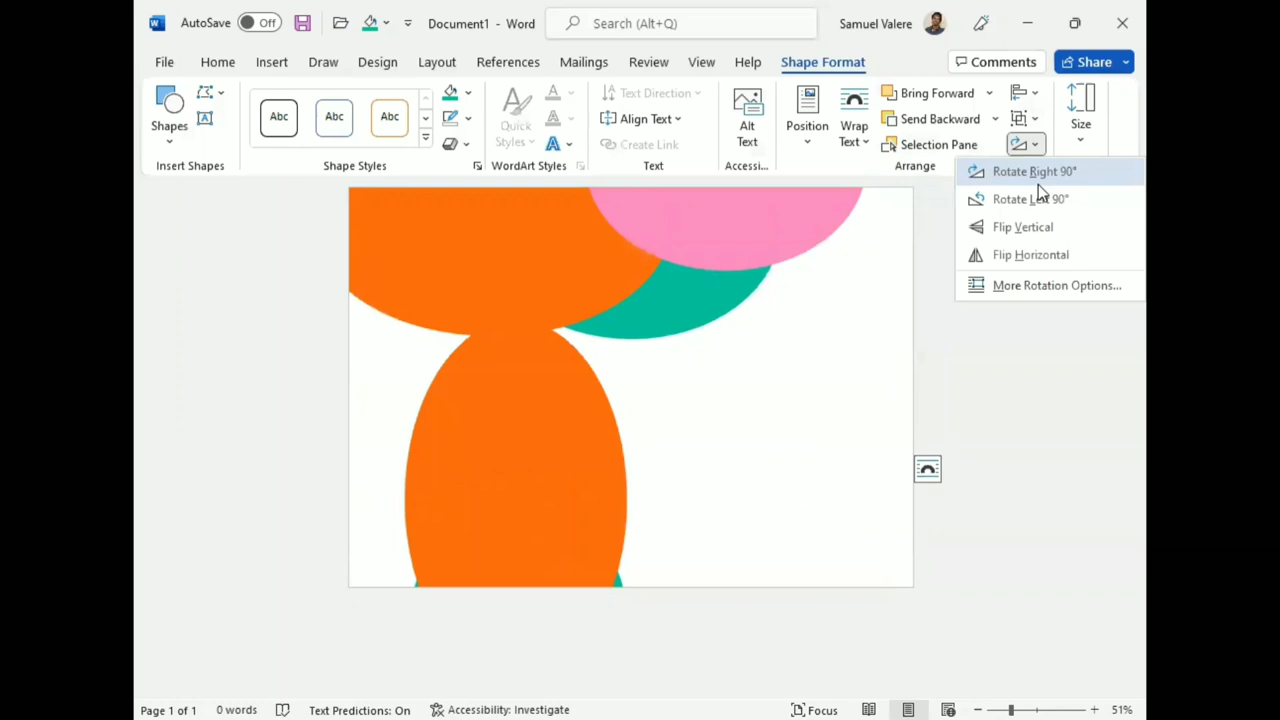 AutoSave Off Document1 - Word Search (Alt+Q) Samuel Valere
File Home Insert Draw Design Layout References Mailings Review View Help Shape Format Comments Share
Shapes
Insert Shapes
Abc Abc Abc
Shape Styles
Quick
Styles
WordArt Styles
Text Direction
Align Text
Create Link
Text
Alt
Text
Accessi...
Position
Wrap
Text
Bring Forward
Send Backward
Selection Pane
Arrange
Size
Rotate Right 90°
Rotate Left 90°
Flip Vertical
Flip Horizontal
More Rotation Options...
Page 1 of 1 0 words Text Predictions: On Accessibility: Investigate Focus 51%